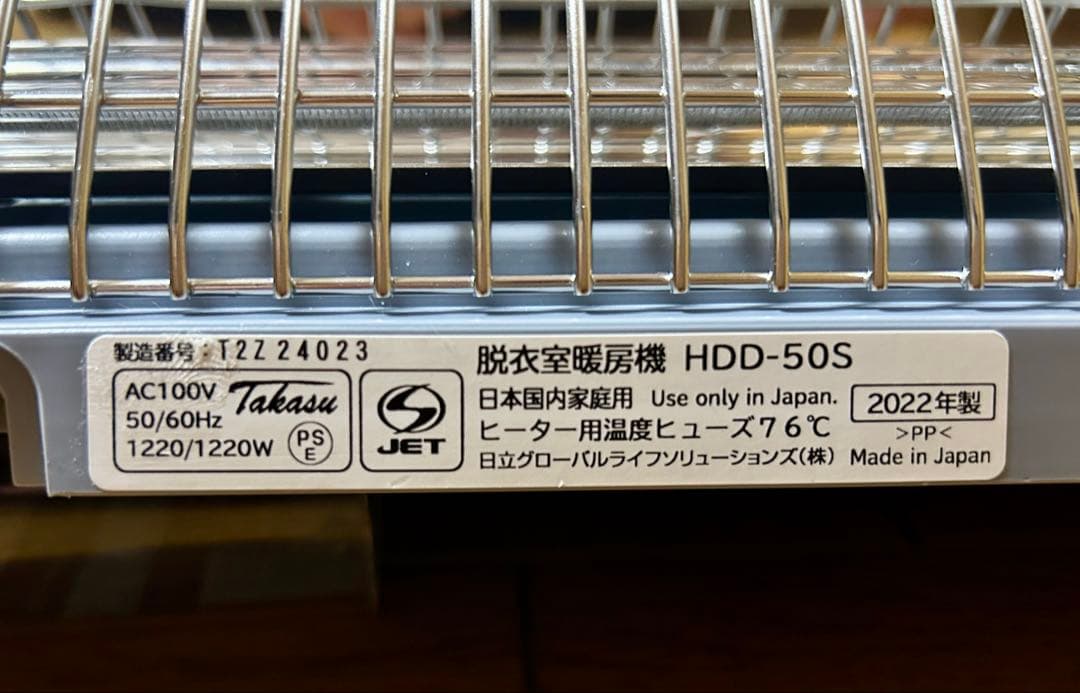 製造番号:T2Z24023
AC100V
50/60Hz
1220/1220W
Takasu
PS
E
JET
脱衣室暖房機 HDD-50S
日本国内家庭用 Use only in Japan.
ヒーター用温度ヒューズ76℃
日立グローバルライフソリューションズ(株)
2022年製
>PP<
Made in Japan